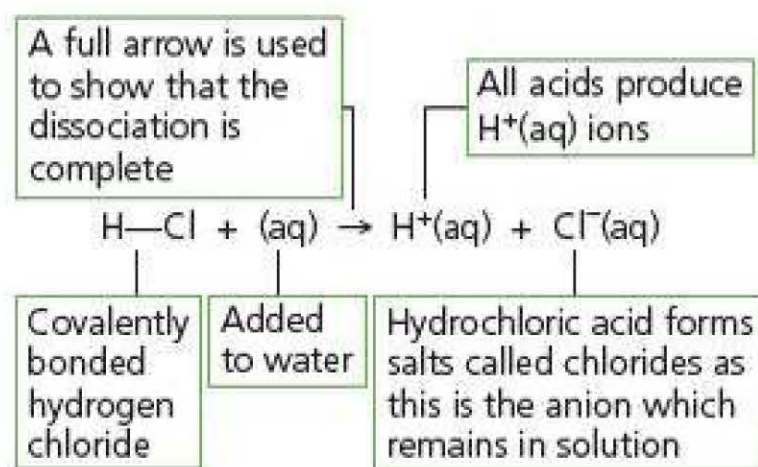 A full arrow is used
to show that the
dissociation is
complete
All acids produce
H⁺(aq) ions
H—Cl + (aq) → H⁺(aq) + Cl⁻(aq)
Covalently
bonded
hydrogen
chloride
Added
to water
Hydrochloric acid forms
salts called chlorides as
this is the anion which
remains in solution